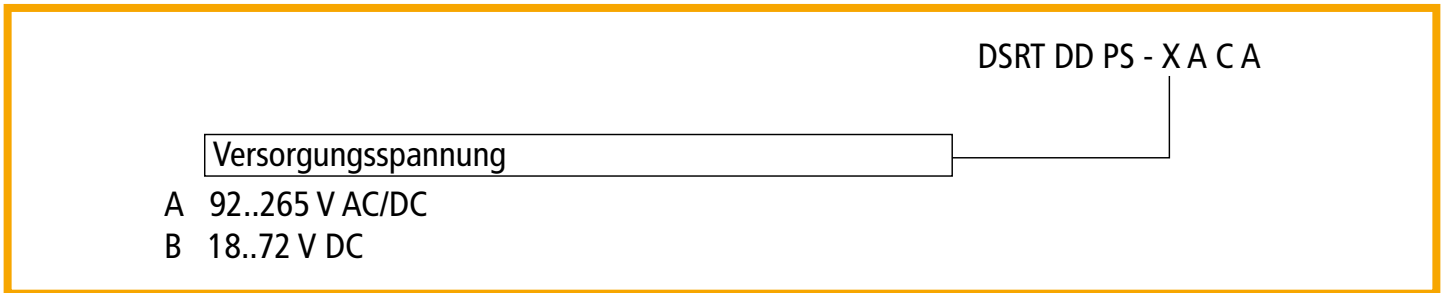 DSRT DD PS - X A C A
Versorgungsspannung
A 92..265 V AC/DC
B 18..72 V DC